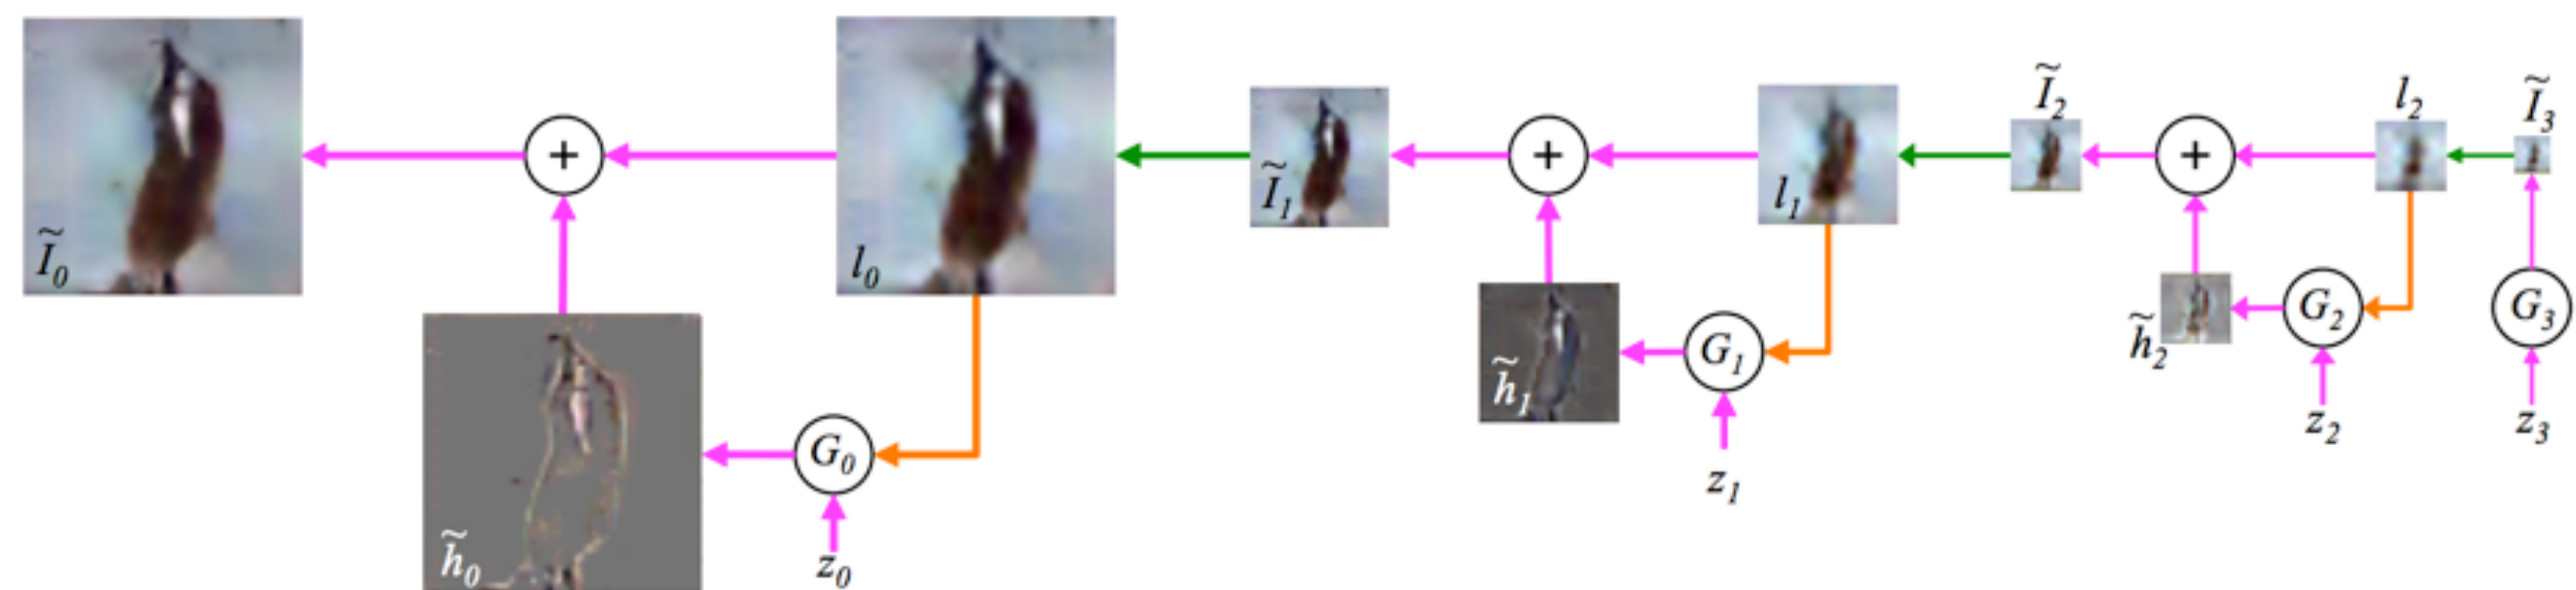 Ĩ₂
l₂
Ĩ₃
+
+
+
Ĩ₀
l₀
Ĩ₁
l₁
h̃₀
G₀
z₀
h̃₁
G₁
z₁
h̃₂
G₂
z₂
G₃
z₃